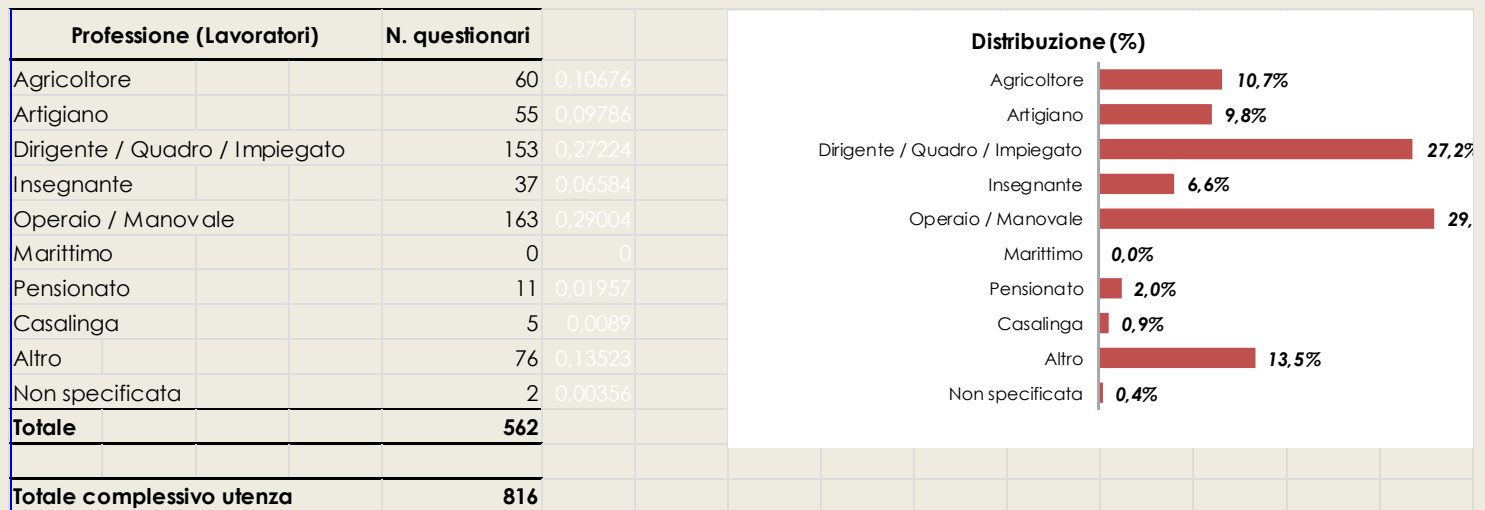 Professione (Lavoratori) N. questionari
Agricoltore 60 0,10676
Artigiano 55 0,09786
Dirigente / Quadro / Impiegato 153 0,27224
Insegnante 37 0,06584
Operaio / Manovale 163 0,29004
Marittimo 0 0
Pensionato 11 0,01957
Casalinga 5 0,0089
Altro 76 0,13523
Non specificata 2 0,00356
Totale 562
Totale complessivo utenza 816
Distribuzione (%)
Agricoltore 10,7%
Artigiano 9,8%
Dirigente / Quadro / Impiegato 27,2%
Insegnante 6,6%
Operaio / Manovale 29,
Marittimo 0,0%
Pensionato 2,0%
Casalinga 0,9%
Altro 13,5%
Non specificata 0,4%